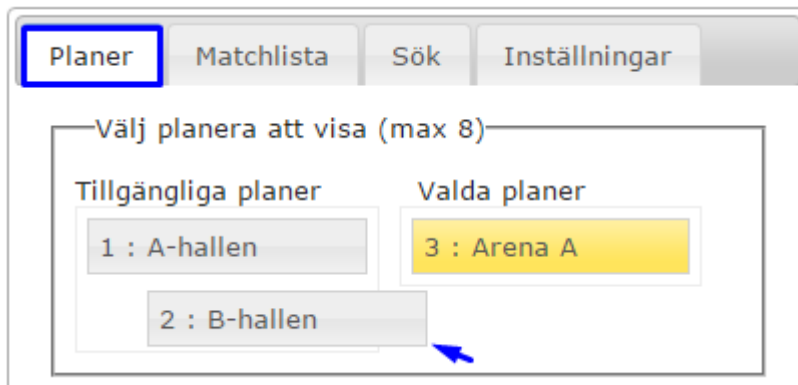 Planer Matchlista Sök Inställningar
Välj planera att visa (max 8)
Tillgängliga planer Valda planer
1 : A-hallen 3 : Arena A
2 : B-hallen